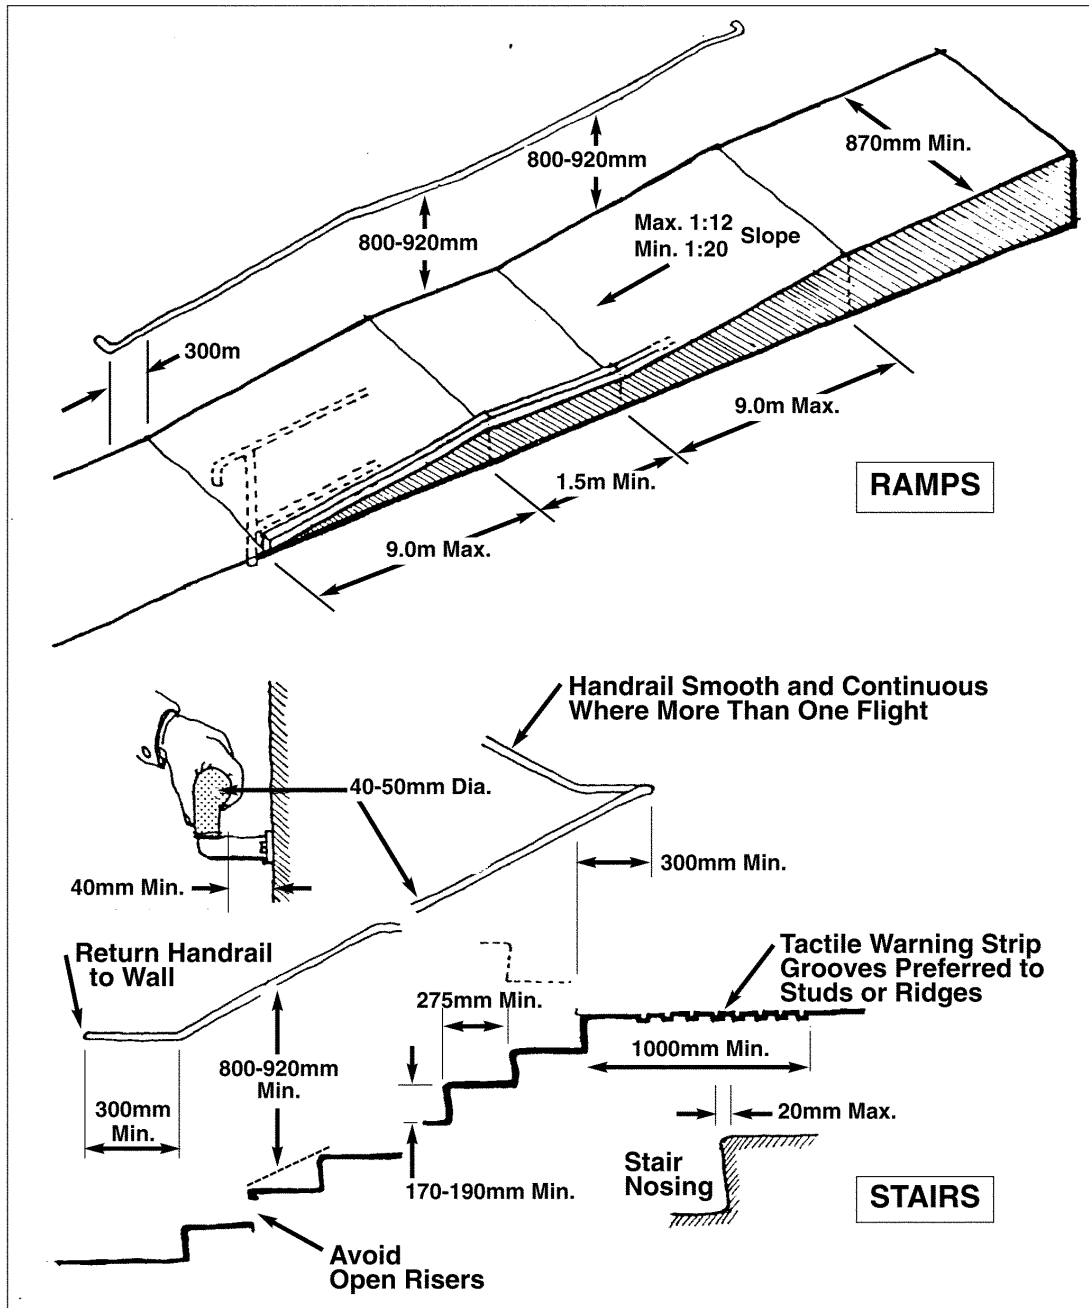 800-920mm
870mm Min.
Max. 1:12
Min. 1:20
Slope
800-920mm
300m
9.0m Max.
1.5m Min.
RAMPS
9.0m Max.
Handrail Smooth and Continuous
Where More Than One Flight
40-50mm Dia.
300mm Min.
40mm Min.
Return Handrail
to Wall
Tactile Warning Strip
Grooves Preferred to
Studs or Ridges
275mm Min.
1000mm Min.
800-920mm
Min.
300mm
Min.
20mm Max.
170-190mm Min.
Stair
Nosing
STAIRS
Avoid
Open Risers